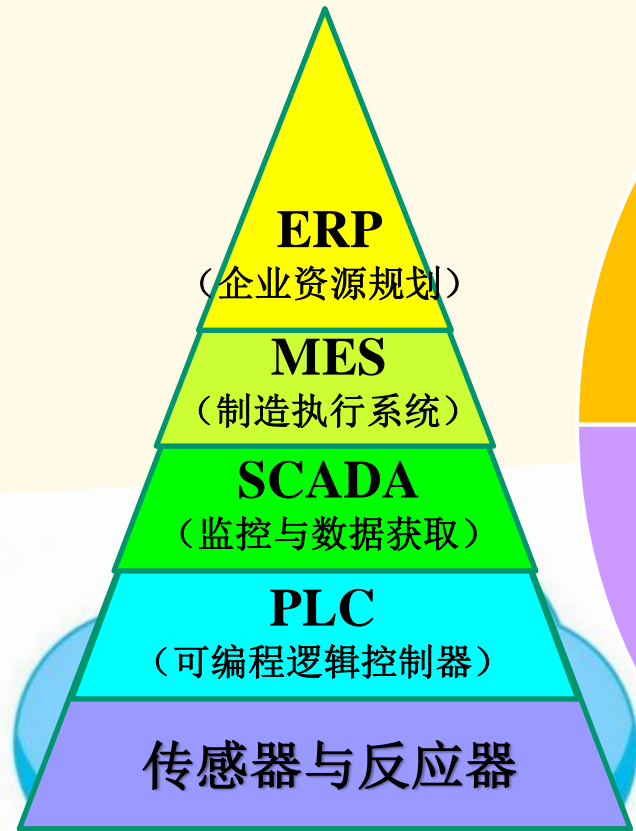 ERP
（企业资源规划）
MES
（制造执行系统）
SCADA
（监控与数据获取）
PLC
（可编程逻辑控制器）
传感器与反应器